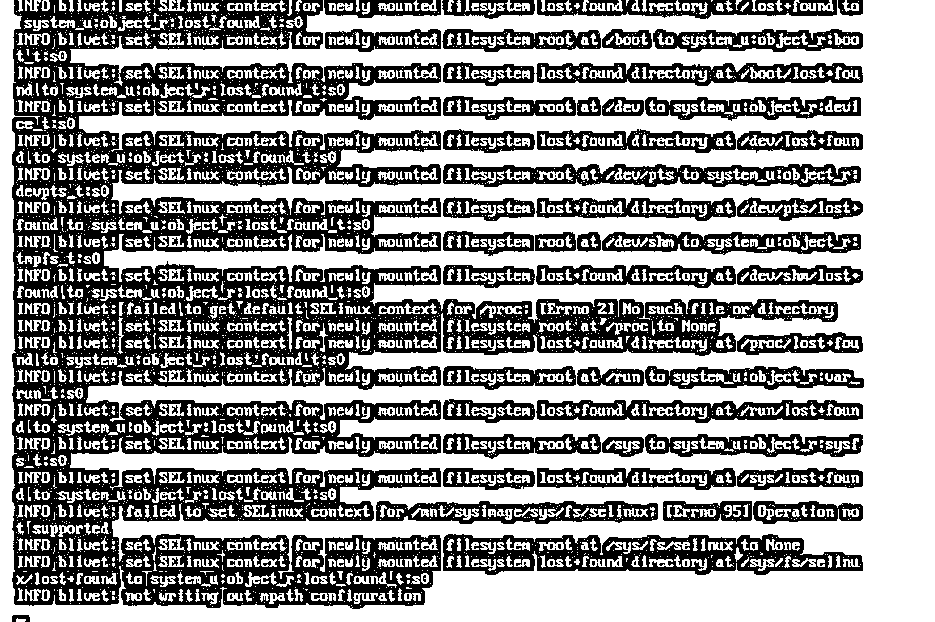 INFO blivet: set SELinux context for newly mounted filesystem lost+found directory at /lost+found to
 system_u:object_r:lost_found_t:s0
INFO blivet: set SELinux context for newly mounted filesystem root at /boot to system_u:object_r:boo
t_t:s0
INFO blivet: set SELinux context for newly mounted filesystem lost+found directory at /boot/lost+fou
nd to system_u:object_r:lost_found_t:s0
INFO blivet: set SELinux context for newly mounted filesystem root at /dev to system_u:object_r:devi
ce_t:s0
INFO blivet: set SELinux context for newly mounted filesystem lost+found directory at /dev/lost+foun
d to system_u:object_r:lost_found_t:s0
INFO blivet: set SELinux context for newly mounted filesystem root at /dev/pts to system_u:object_r:
devpts_t:s0
INFO blivet: set SELinux context for newly mounted filesystem lost+found directory at /dev/pts/lost+
found to system_u:object_r:lost_found_t:s0
INFO blivet: set SELinux context for newly mounted filesystem root at /dev/shm to system_u:object_r:
tmpfs_t:s0
INFO blivet: set SELinux context for newly mounted filesystem lost+found directory at /dev/shm/lost+
found to system_u:object_r:lost_found_t:s0
INFO blivet: failed to get default SELinux context for /proc: [Errno 2] No such file or directory
INFO blivet: set SELinux context for newly mounted filesystem root at /proc to None
INFO blivet: set SELinux context for newly mounted filesystem lost+found directory at /proc/lost+fou
nd to system_u:object_r:lost_found_t:s0
INFO blivet: set SELinux context for newly mounted filesystem root at /run to system_u:object_r:var_
run_t:s0
INFO blivet: set SELinux context for newly mounted filesystem lost+found directory at /run/lost+foun
d to system_u:object_r:lost_found_t:s0
INFO blivet: set SELinux context for newly mounted filesystem root at /sys to system_u:object_r:sysf
s_t:s0
INFO blivet: set SELinux context for newly mounted filesystem lost+found directory at /sys/lost+foun
d to system_u:object_r:lost_found_t:s0
INFO blivet: failed to set SELinux context for /mnt/sysimage/sys/fs/selinux: [Errno 95] Operation no
t supported
INFO blivet: set SELinux context for newly mounted filesystem root at /sys/fs/selinux to None
INFO blivet: set SELinux context for newly mounted filesystem lost+found directory at /sys/fs/selinu
x/lost+found to system_u:object_r:lost_found_t:s0
INFO blivet: not writing out mpath configuration